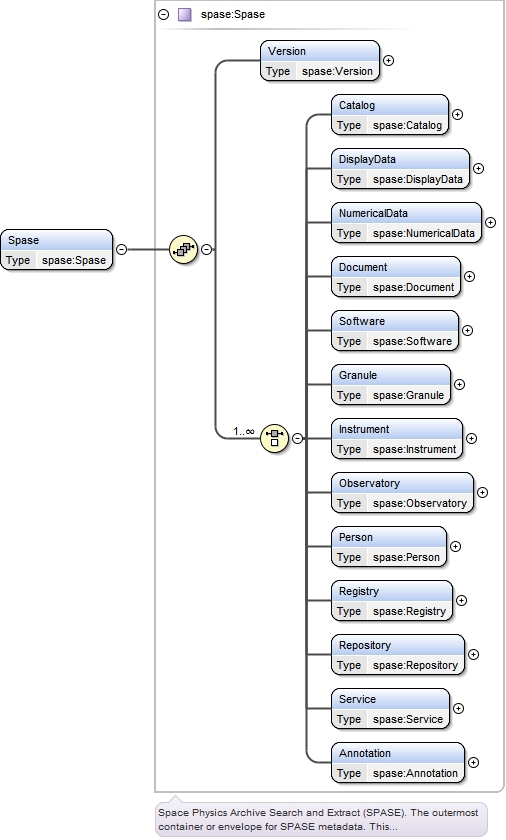 spase:Spase
Version
Type spase:Version
Catalog
Type spase:Catalog
DisplayData
Type spase:DisplayData
NumericalData
Type spase:NumericalData
Spase
Type spase:Spase
Document
Type spase:Document
Software
Type spase:Software
Granule
Type spase:Granule
1..∞
Instrument
Type spase:Instrument
Observatory
Type spase:Observatory
Person
Type spase:Person
Registry
Type spase:Registry
Repository
Type spase:Repository
Service
Type spase:Service
Annotation
Type spase:Annotation
Space Physics Archive Search and Extract (SPASE). The outermost
container or envelope for SPASE metadata. This...